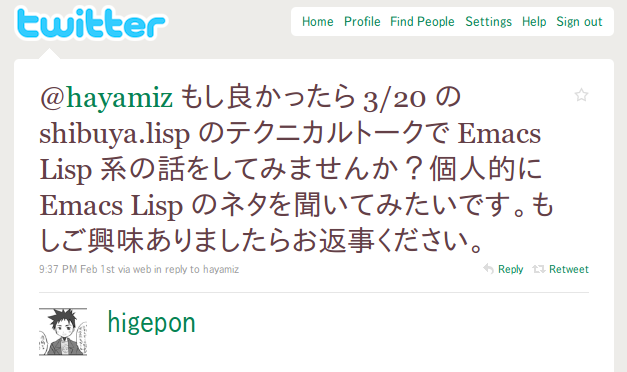 twitter
Home Profile Find People Settings Help Sign out
@hayamiz もし良かったら 3/20 の
shibuya.lisp のテクニカルトークで Emacs
Lisp 系の話をしてみませんか？個人的に
Emacs Lisp のネタを聞いてみたいです。も
しご興味ありましたらお返事ください。
9:37 PM Feb 1st via web in reply to hayamiz Reply Retweet
higepon